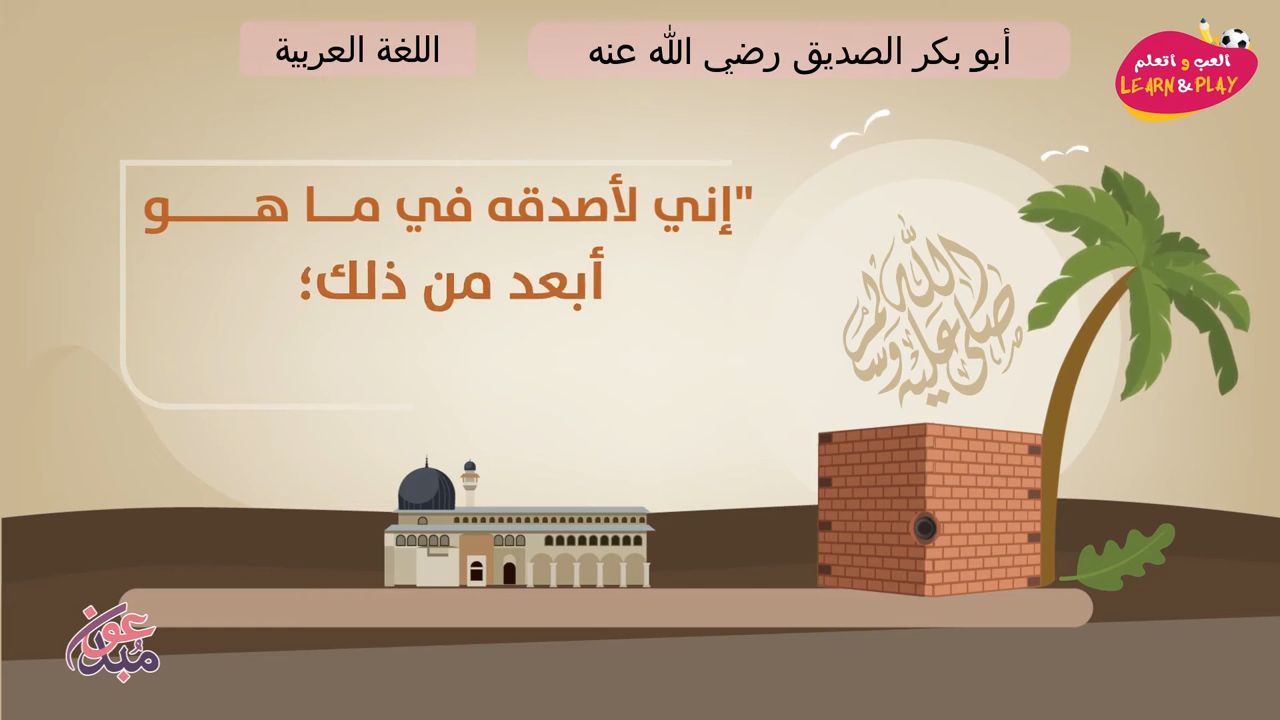 أبو بكر الصديق رضي الله عنه
اللغة العربية
العب و اتعلم
LEARN & PLAY
"إني لأصدقه في مـا هـــو
أبعد من ذلك؛
صلى الله عليه وسلم
مُبدعون